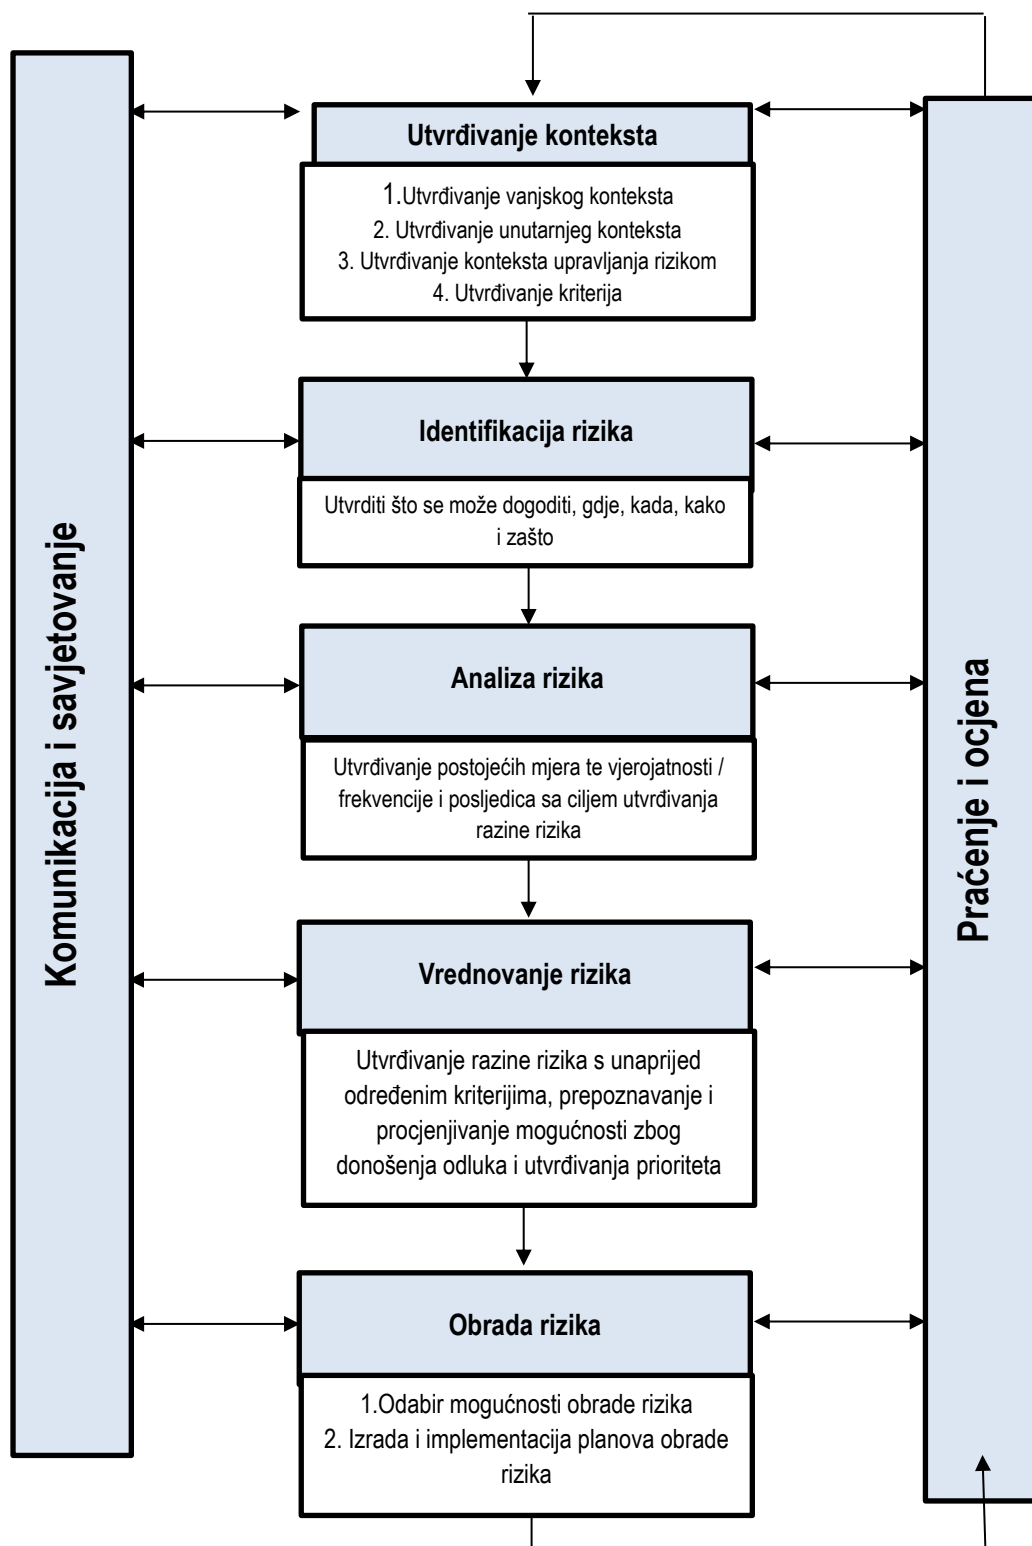 Komunikacija i savjetovanje
Utvrđivanje konteksta
1.Utvrđivanje vanjskog konteksta
2. Utvrđivanje unutarnjeg konteksta
3. Utvrđivanje konteksta upravljanja rizikom
4. Utvrđivanje kriterija
Identifikacija rizika
Utvrditi što se može dogoditi, gdje, kada, kako
i zašto
Analiza rizika
Utvrđivanje postojećih mjera te vjerojatnosti /
frekvencije i posljedica sa ciljem utvrđivanja
razine rizika
Vrednovanje rizika
Utvrđivanje razine rizika s unaprijed
određenim kriterijima, prepoznavanje i
procjenjivanje mogućnosti zbog
donošenja odluka i utvrđivanja prioriteta
Obrada rizika
1.Odabir mogućnosti obrade rizika
2. Izrada i implementacija planova obrade
rizika
Praćenje i ocjena